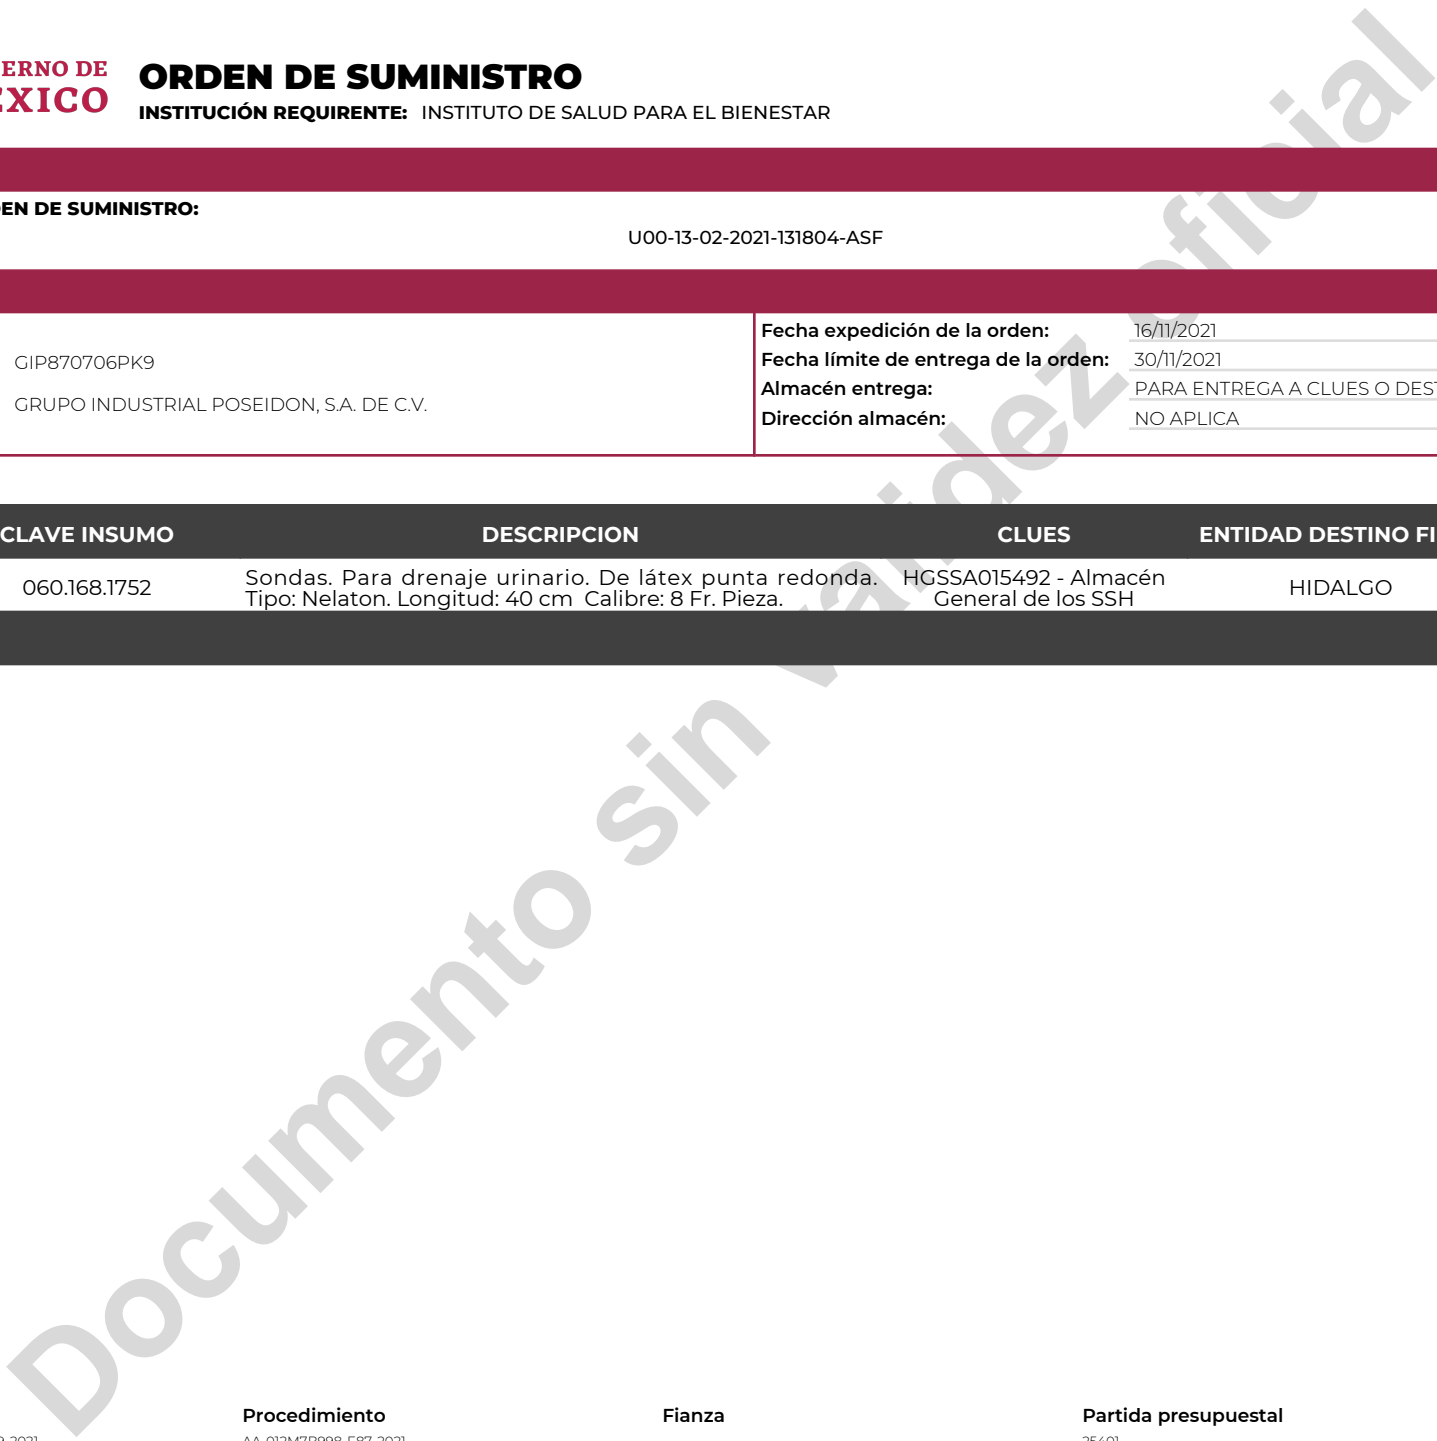 ERNO DE
ORDEN DE SUMINISTRO
XICO
INSTITUCIÓN REQUIRENTE: INSTITUTO DE SALUD PARA EL BIENESTAR
EN DE SUMINISTRO:
U00-13-02-2021-131804-ASF
Fecha expedición de la orden: 16/11/2021
GIP870706PK9
Fecha límite de entrega de la orden: 30/11/2021
Almacén entrega: PARA ENTREGA A CLUES O DEST
GRUPO INDUSTRIAL POSEIDON, S.A. DE C.V.
Dirección almacén: NO APLICA
CLAVE INSUMO DESCRIPCION CLUES ENTIDAD DESTINO FI
060.168.1752
Sondas. Para drenaje urinario. De látex punta redonda.
Tipo: Nelaton. Longitud: 40 cm Calibre: 8 Fr. Pieza.
HGSSA015492 - Almacén
General de los SSH
HIDALGO
Documento sin validez oficial
Procedimiento Fianza Partida presupuestal